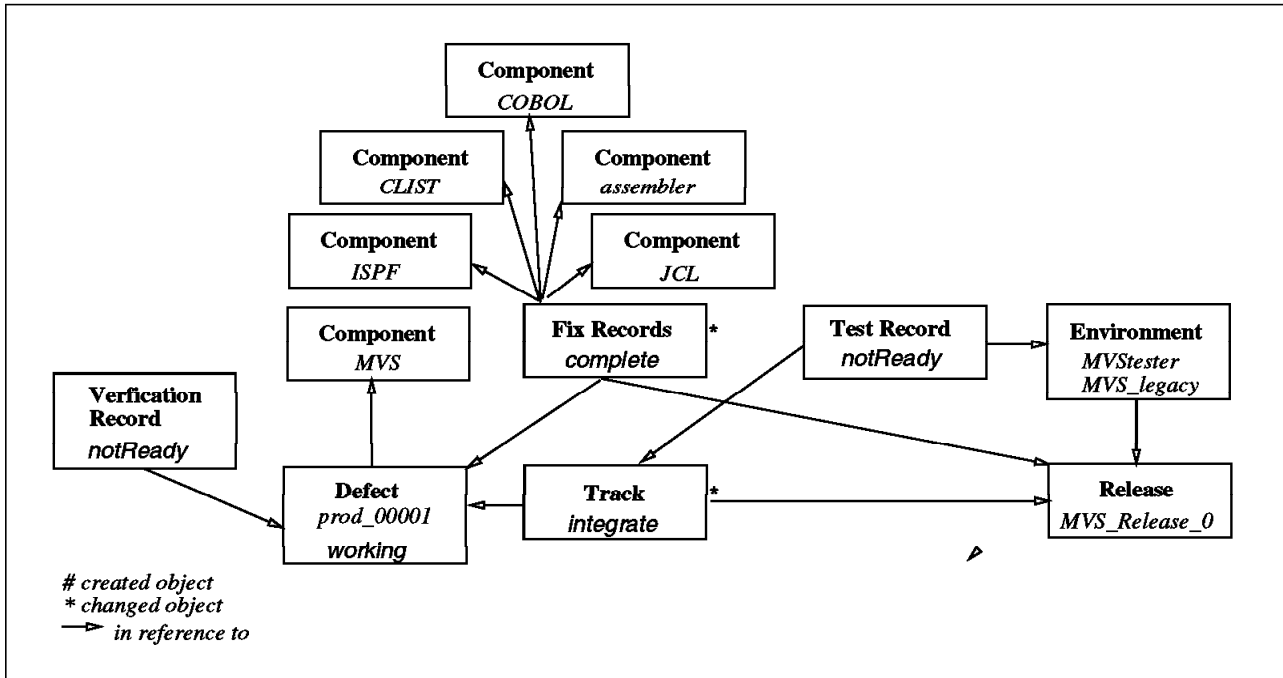 Component
COBOL
Component
CLIST
Component
assembler
Component
ISPF
Component
JCL
Component
MVS
Fix Records
complete
*
Test Record
notReady
Environment
MVStester
MVS_legacy
Verfication
Record
notReady
Defect
prod_00001
working
Track
integrate
*
Release
MVS_Release_0
# created object
* changed object
in reference to